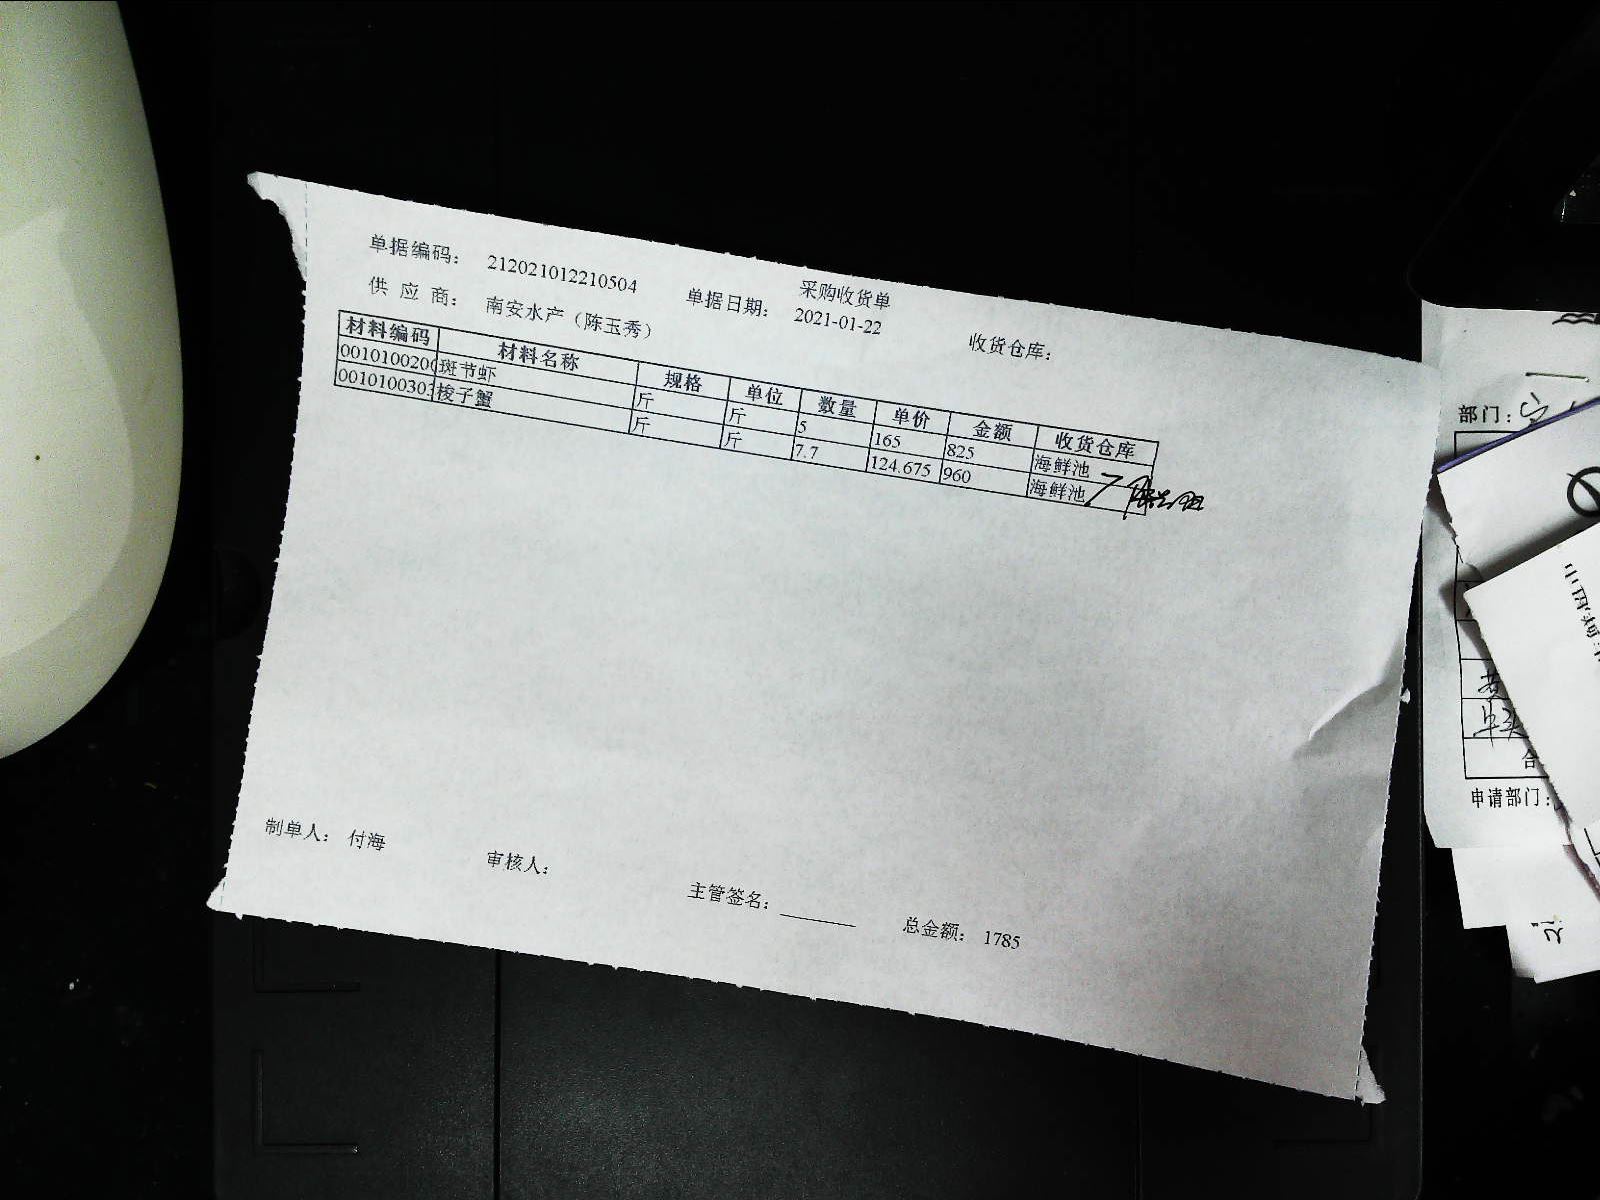 采购收货单
单据编码： 212021012210504 单据日期： 2021-01-22 收货仓库：
供 应 商： 南安水产（陈玉秀）
材料编码 材料名称 规格 单位 数量 单价 金额 收货仓库
0010100200 斑节虾 斤 斤 5 165 825 海鲜池
0010100303 梭子蟹 斤 斤 7.7 124.675 960 海鲜池
制单人： 付海 审核人： 主管签名： 总金额： 1785
部门：
合
申请部门：